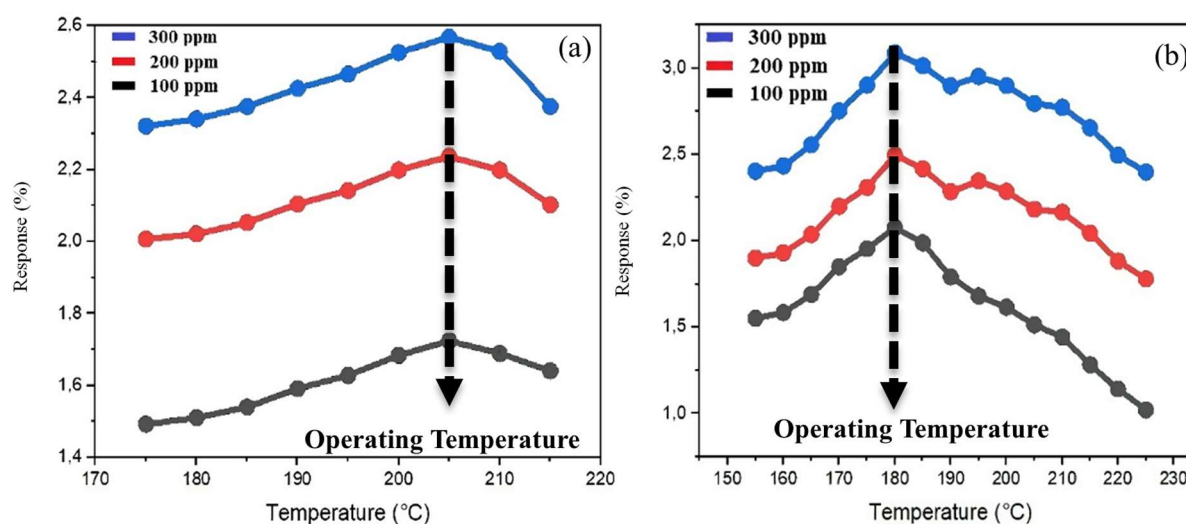 2.6
2.4
2.2
2.0
1.8
1.6
1.4
170
180
190
200
210
220
Response (%)
Temperature (°C)
300 ppm
200 ppm
100 ppm
(a)
Operating Temperature
3,0
2,5
2,0
1,5
1,0
150
160
170
180
190
200
210
220
230
Response (%)
Temperature (°C)
300 ppm
200 ppm
100 ppm
(b)
Operating Temperature